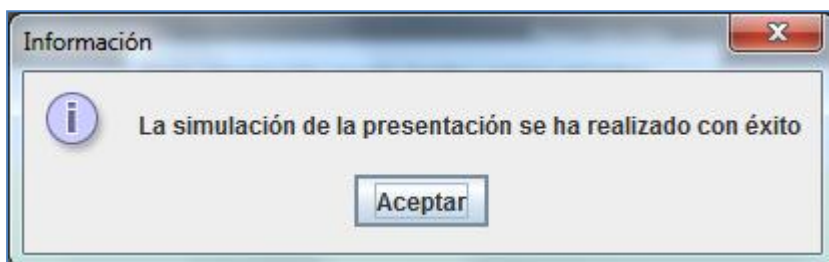 Información
La simulación de la presentación se ha realizado con éxito
Aceptar